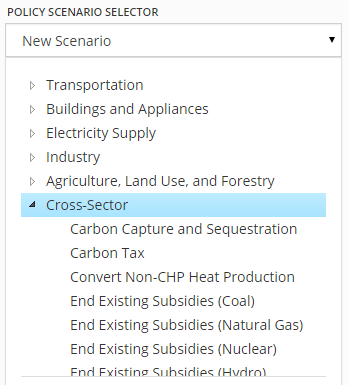 POLICY SCENARIO SELECTOR
New Scenario
Transportation
Buildings and Appliances
Electricity Supply
Industry
Agriculture, Land Use, and Forestry
Cross-Sector
Carbon Capture and Sequestration
Carbon Tax
Convert Non-CHP Heat Production
End Existing Subsidies (Coal)
End Existing Subsidies (Natural Gas)
End Existing Subsidies (Nuclear)
End Existing Subsidies (Hydro)